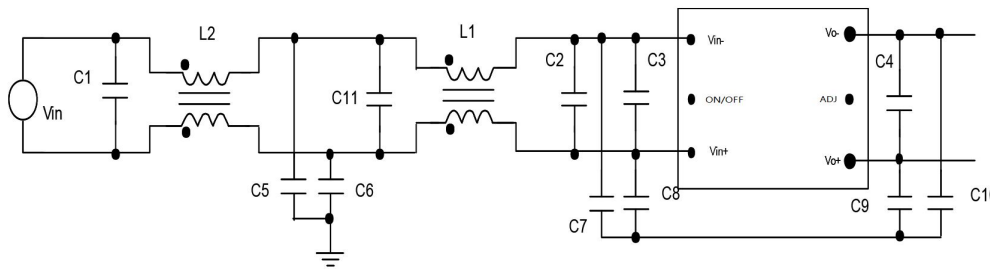 L2
L1
C1
Vin
C11
C2
C3
Vin-
Vo-
C4
ON/OFF
ADJ
Vin+
Vo+
C5
C6
C7
C8
C9
C10